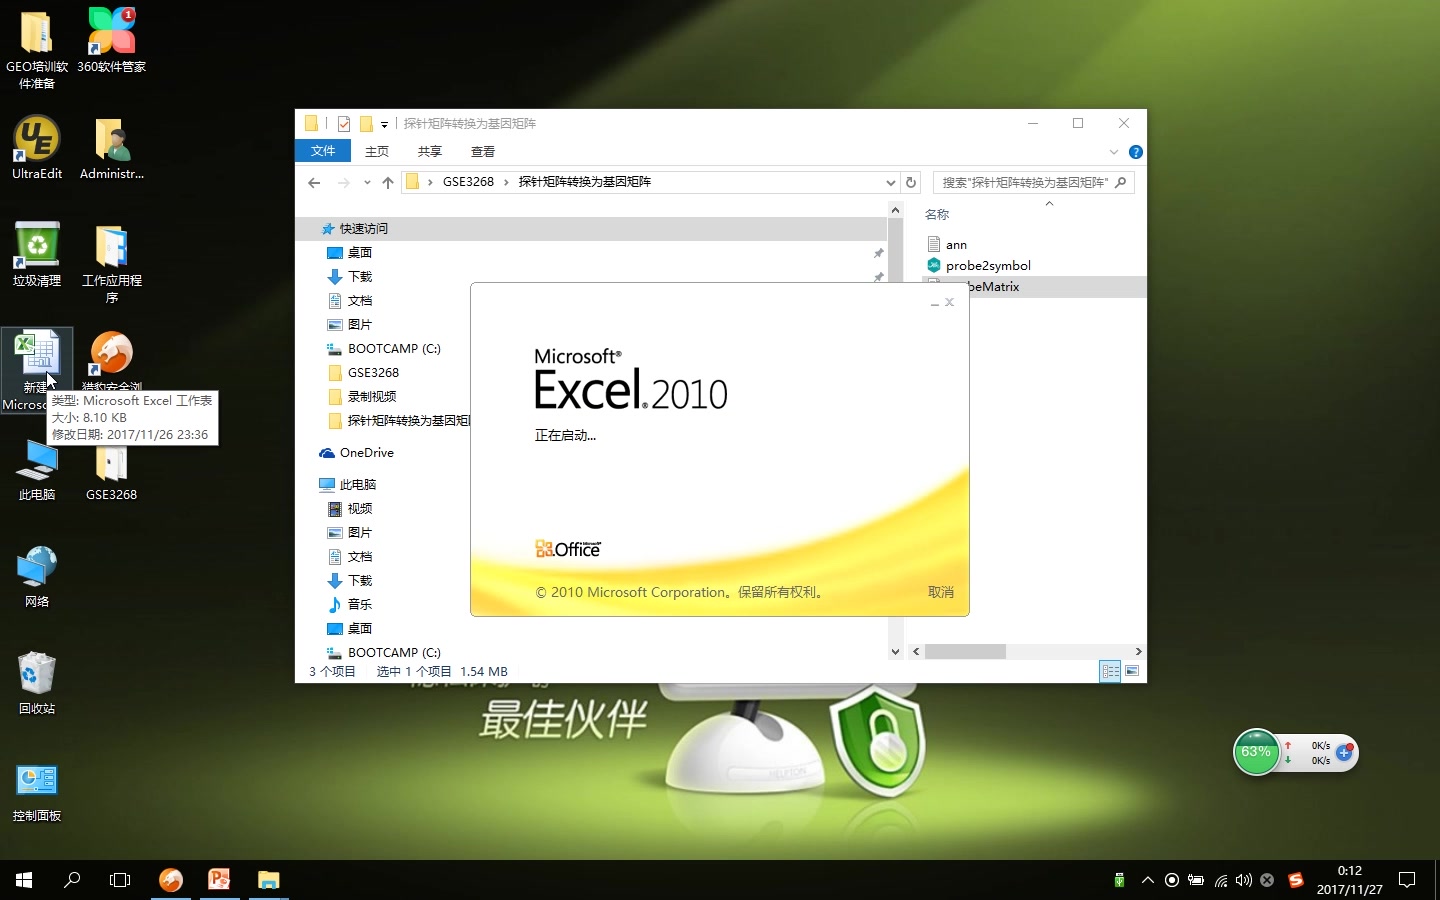 GEO培训软
件准备
1
360软件管家
UltraEdit
Administr...
垃圾清理
工作应用程
序
新建
Microso
猎豹安全浏
类型: Microsoft Excel 工作表
大小: 8.10 KB
修改日期: 2017/11/26 23:36
此电脑
GSE3268
网络
回收站
控制面板
探针矩阵转换为基因矩阵
文件
主页
共享
查看
GSE3268
探针矩阵转换为基因矩阵
搜索"探针矩阵转换为基因矩阵"
快速访问
桌面
下载
文档
图片
BOOTCAMP (C:)
GSE3268
录制视频
探针矩阵转换为基因矩
OneDrive
此电脑
视频
图片
文档
下载
音乐
桌面
BOOTCAMP (C:)
名称
ann
probe2symbol
beMatrix
3 个项目
选中 1 个项目
1.54 MB
Microsoft®
Excel® 2010
正在启动...
Microsoft®
Office
© 2010 Microsoft Corporation。保留所有权利。
取消
最佳伙伴
63%
0K/s
0K/s
0:12
2017/11/27